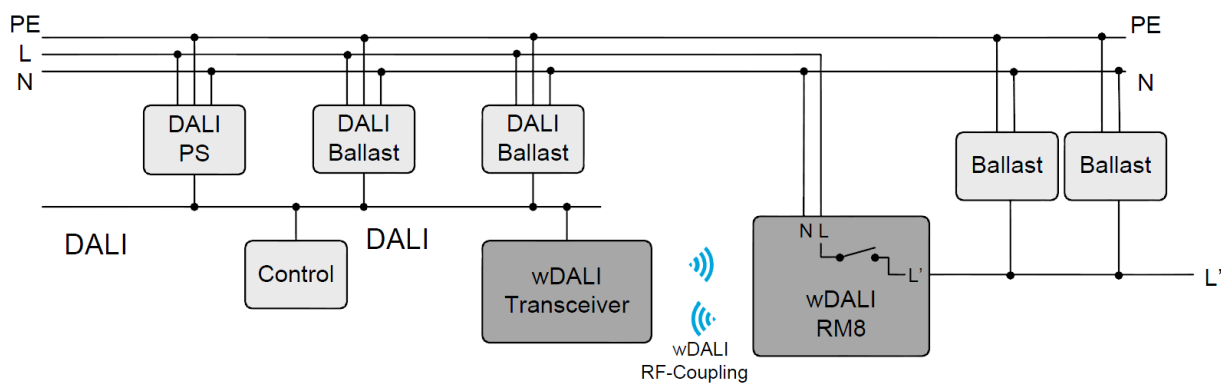 PE
PE
L
N
N
DALI
PS
DALI
Ballast
DALI
Ballast
Ballast
Ballast
DALI
DALI
Control
wDALI
Transceiver
wDALI
RF-Coupling
N L
L'
wDALI
RM8
L'